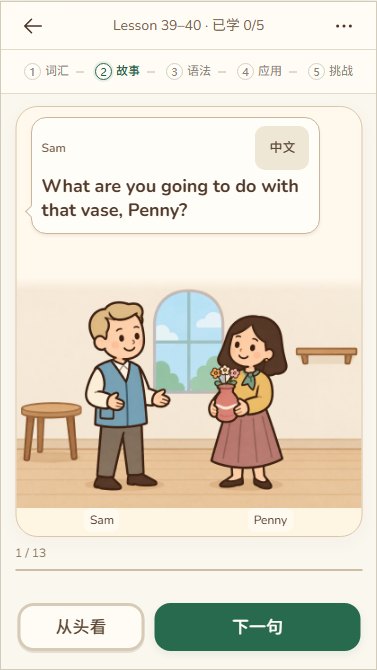 Lesson 39–40 · 已学 0/5
1 词汇 – 2 故事 – 3 语法 – 4 应用 – 5 挑战
Sam
中文
What are you going to do with
that vase, Penny?
Sam Penny
1 / 13
从头看 下一句